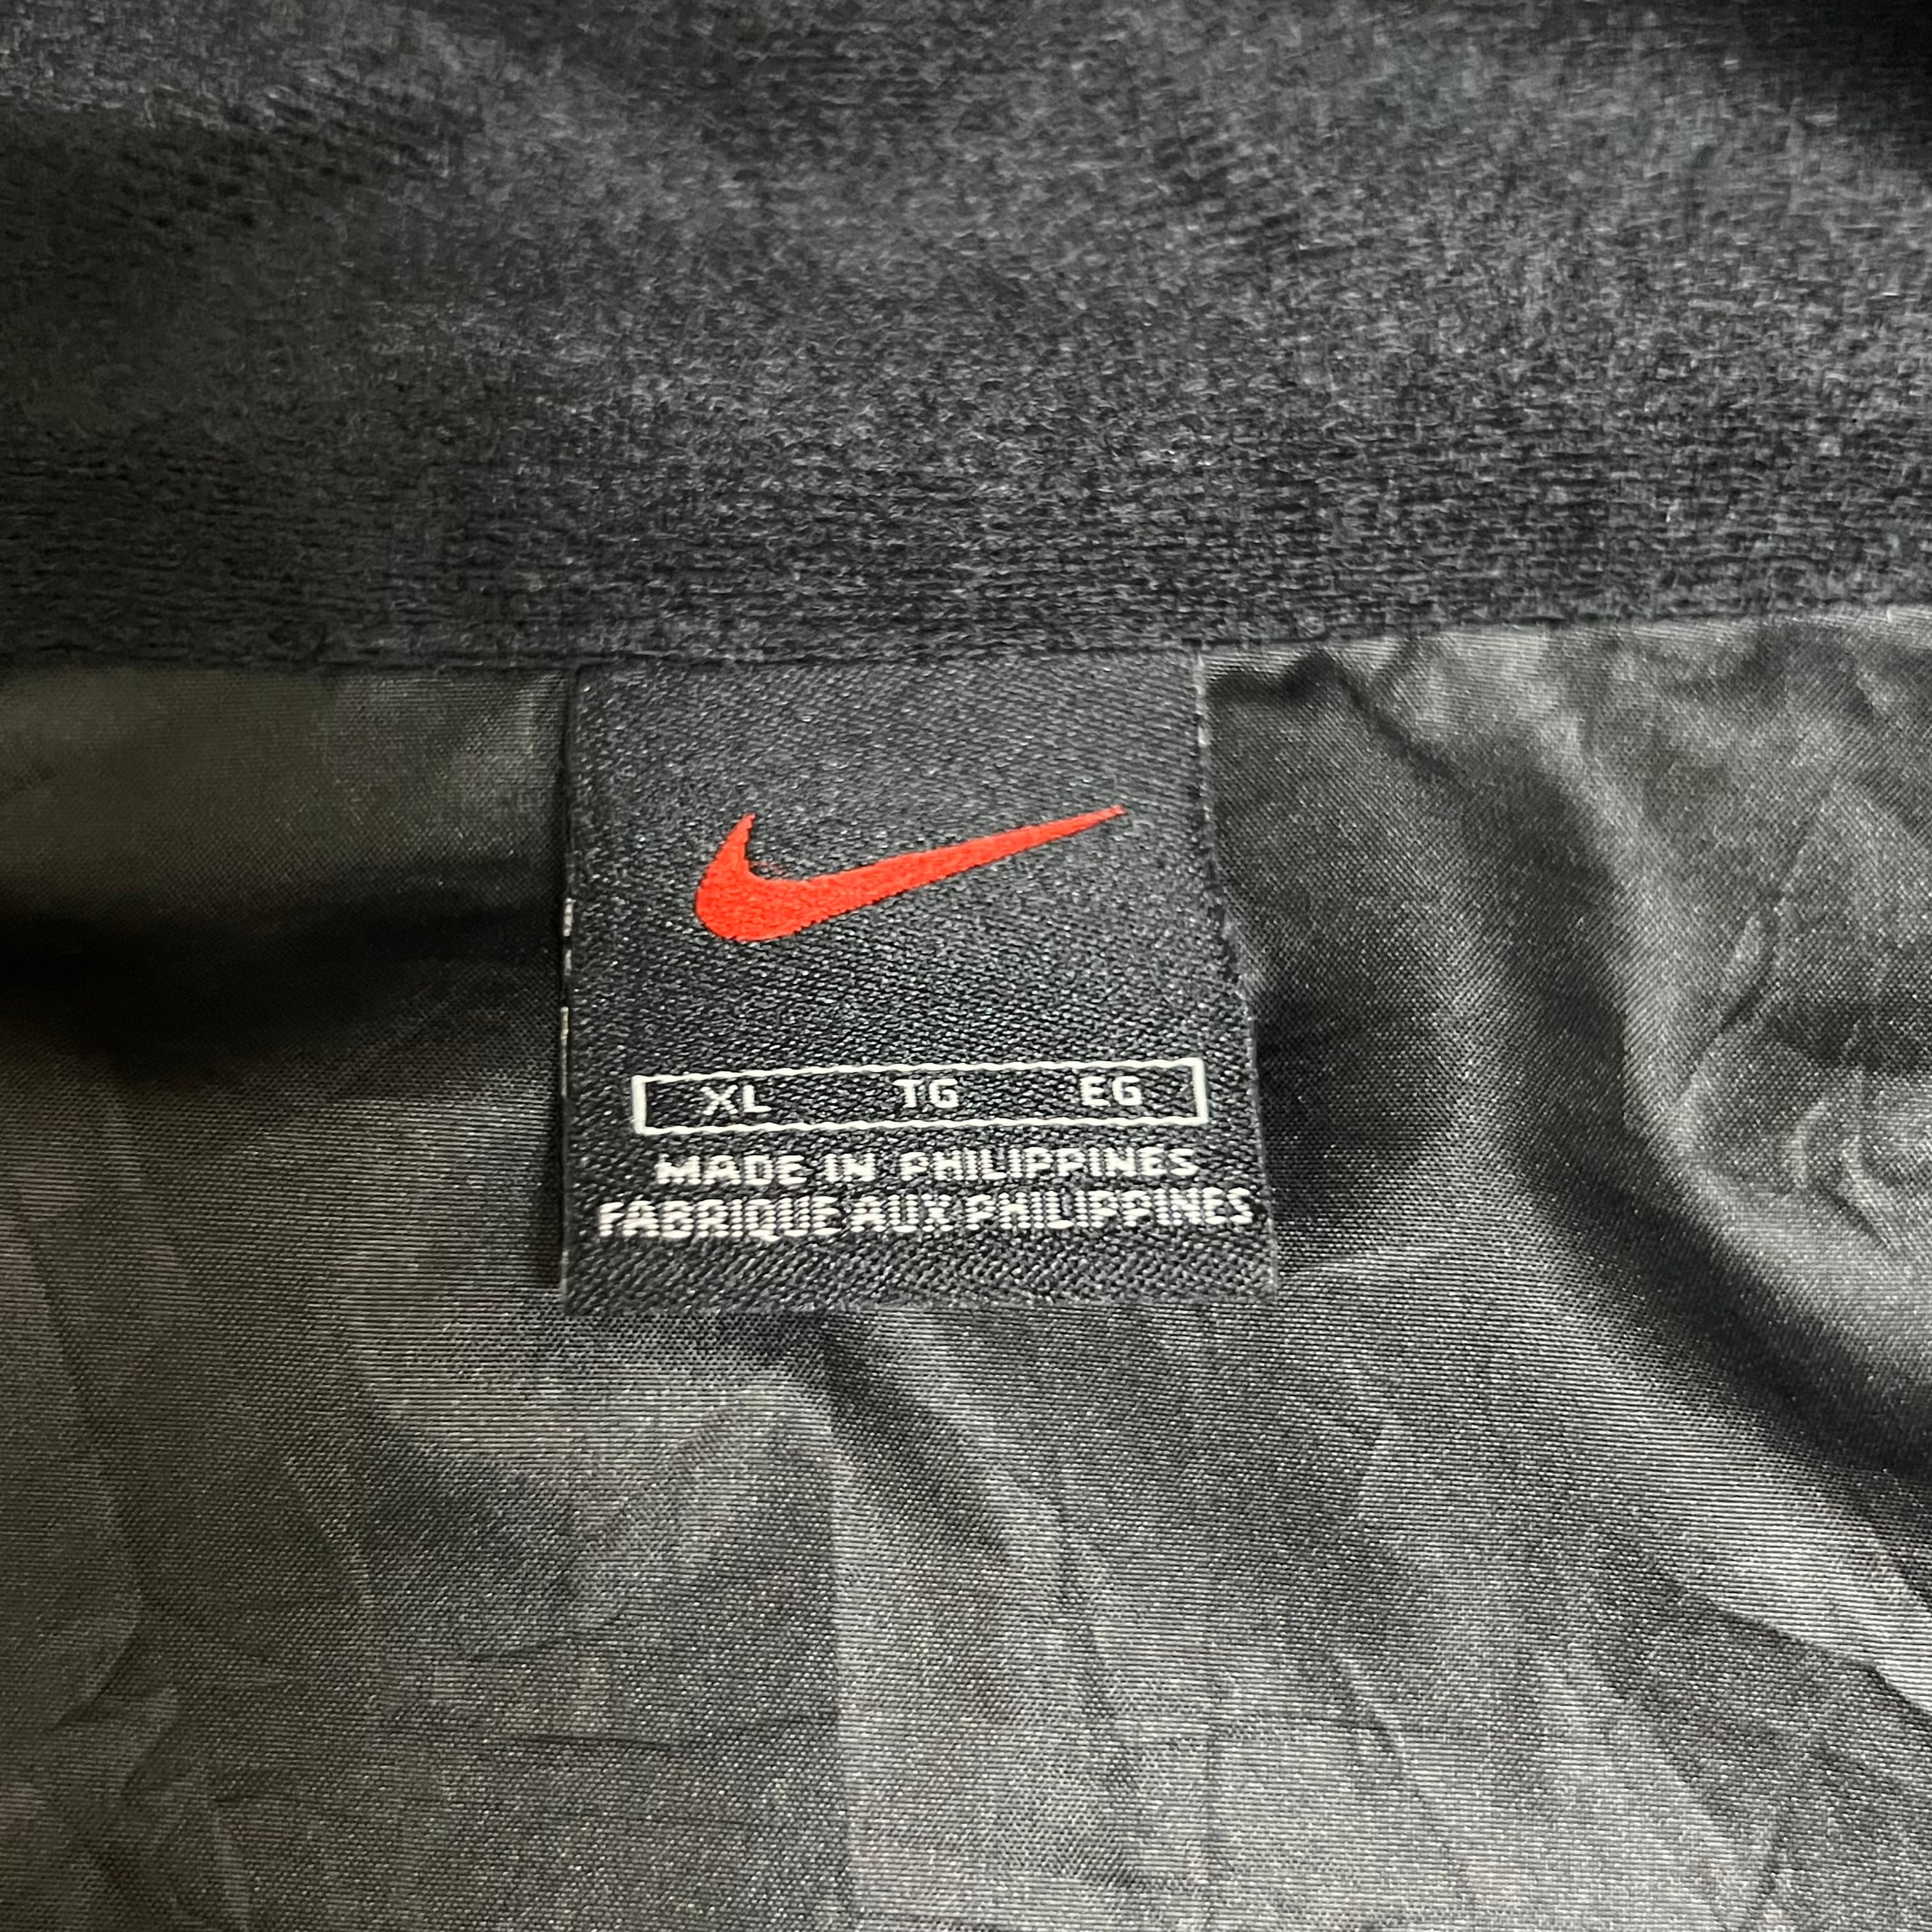 XL TG EG
MADE IN PHILIPPINES
FABRIQUE AUX PHILIPPINES